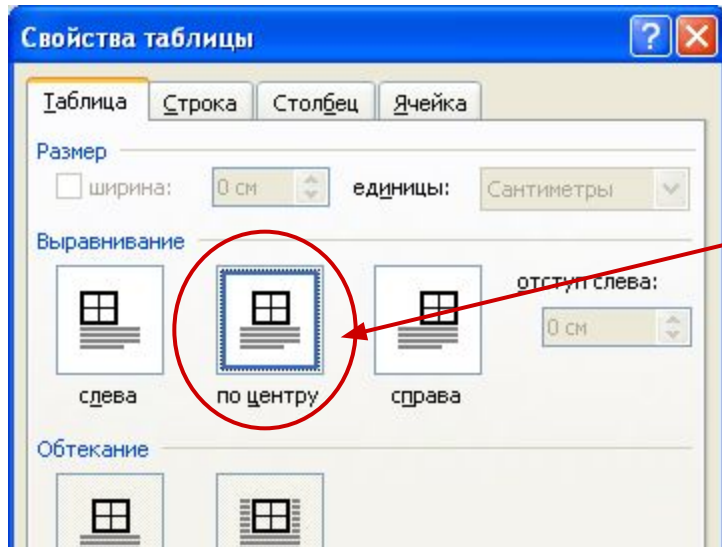 Свойства таблицы
Таблица Строка Столбец Ячейка
Размер
ширина: 0 см единицы: Сантиметры
Выравнивание
отступ слева:
0 см
слева по центру справа
Обтекание